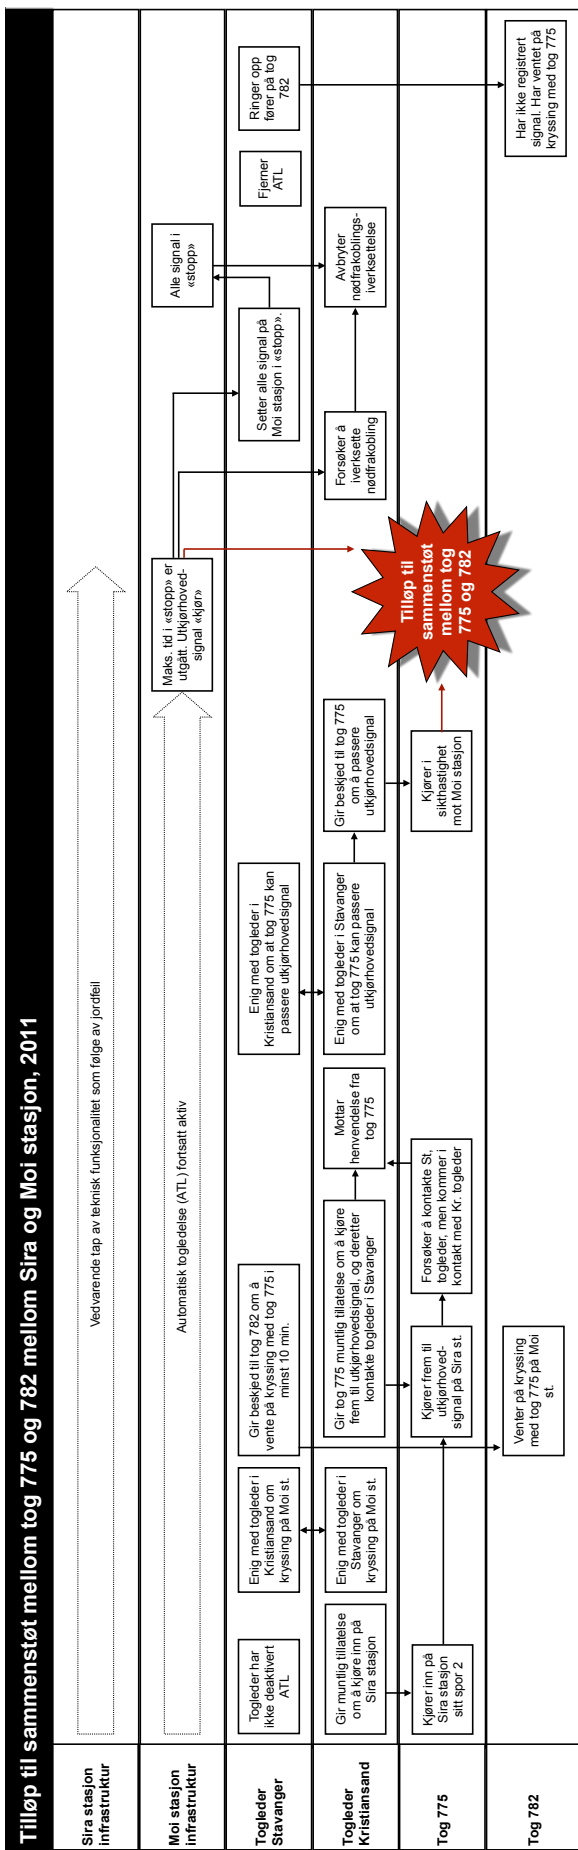 Tilløp til sammenstøt mellom tog 775 og 782 mellom Sira og Moi stasjon, 2011
Sira stasjon
infrastruktur
Vedvarende tap av teknisk funksjonalitet som følge av jordfeil
Moi stasjon
infrastruktur
Automatisk togledelse (ATL) fortsatt aktiv
Maks. tid i «stopp» er
utgått. Utkjørhoved-
signal «kjør»
Alle signal i
«stopp»
Togleder
Stavanger
Togleder har
ikke deaktivert
ATL
Enig med togleder i
Kristiansand om
kryssing på Moi st.
Gir beskjed til tog 782 om å
vente på kryssing med tog 775 i
minst 10 min.
Enig med togleder i
Kristiansand om at tog 775 kan
passere utkjørhovedsignal
Setter alle signal på
Moi stasjon i «stopp».
Fjerner
ATL
Ringer opp
fører på tog
782
Togleder
Kristiansand
Gir muntlig tillatelse
om å kjøre inn på
Sira stasjon
Enig med togleder i
Stavanger om
kryssing på Moi st.
Gir tog 775 muntlig tillatelse om å kjøre
frem til utkjørhovedsignal, og deretter
kontakte togleder i Stavanger
Mottar
henvendelse fra
tog 775
Enig med togleder i Stavanger
om at tog 775 kan passere
utkjørhovedsignal
Gir beskjed til tog 775
om å passere
utkjørhovedsignal
Forsøker å
iverksette
nødfrakobling
Avbryter
nødfrakoblings-
iverksettelse
Tog 775
Kjører inn på
Sira stasjon
sitt spor 2
Kjører frem til
utkjørhoved-
signal på Sira st.
Forsøker å kontakte St,
togleder, men kommer i
kontakt med Kr. togleder
Kjører i
sikthastighet
mot Moi stasjon
Tilløp til
sammenstøt
mellom tog
775 og 782
Tog 782
Venter på kryssing
med tog 775 på Moi
st.
Har ikke registrert
signal. Har ventet på
kryssing med tog 775